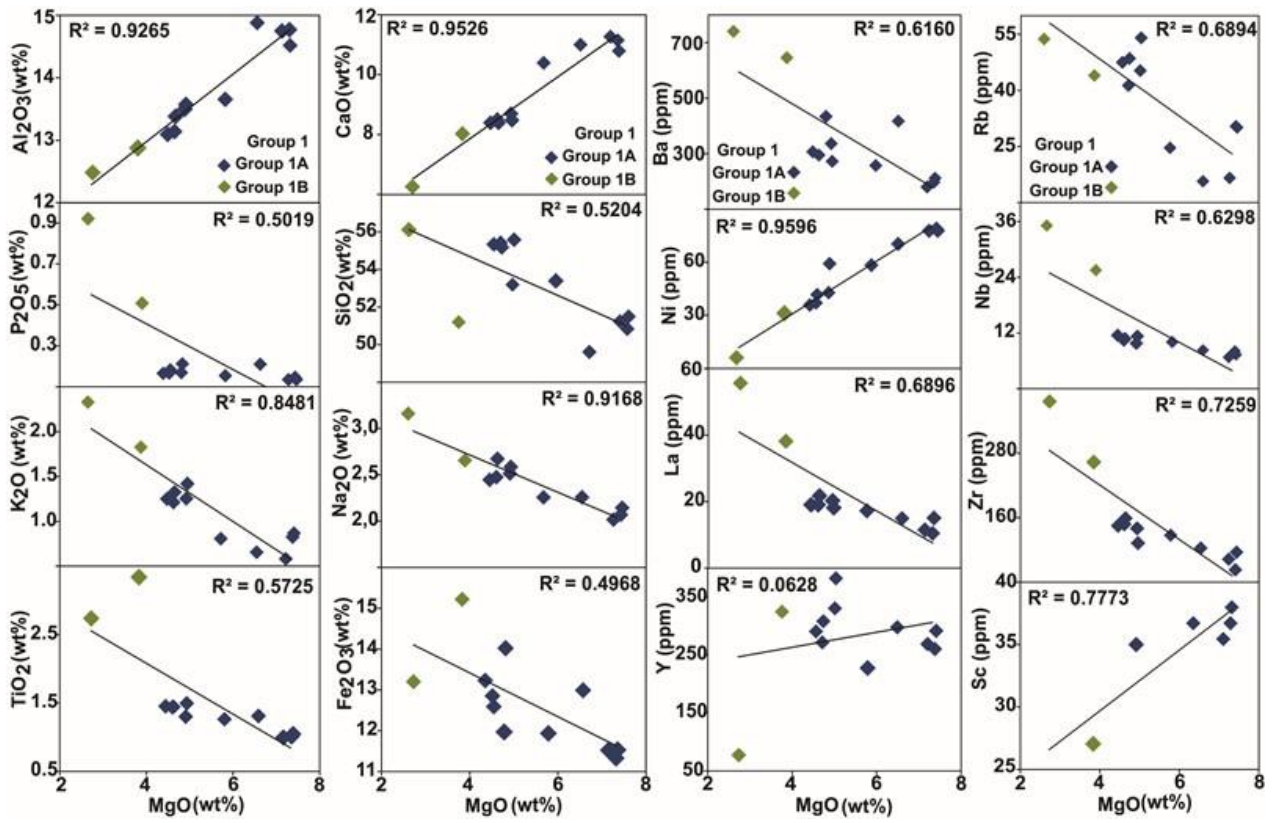 15
R² = 0.9265
14
13
12
Al₂O₃(wt%)
Group 1
Group 1A
Group 1B
12
R² = 0.9526
10
8
CaO(wt%)
Group 1
Group 1A
Group 1B
R² = 0.6160
700
500
300
Ba (ppm)
Group 1
Group 1A
Group 1B
55
R² = 0.6894
40
25
Rb (ppm)
Group 1
Group 1A
Group 1B
0.9
R² = 0.5019
0.5
0.3
P₂O₅(wt%)
R² = 0.5204
56
54
52
50
SiO₂(wt%)
R² = 0.9596
60
30
60
Ni (ppm)
36
R² = 0.6298
24
12
Nb (ppm)
R² = 0.8481
2.0
1.5
1.0
K₂O (wt%)
R² = 0.9168
3,0
2.5
2.0
Na₂O (wt%)
R² = 0.6896
40
20
0
La (ppm)
R² = 0.7259
280
160
40
Zr (ppm)
R² = 0.5725
2.5
1.5
0.5
TiO₂(wt%)
2
4
6
8
MgO(wt%)
R² = 0.4968
15
14
13
12
11
Fe₂O₃(wt%)
2
4
6
8
MgO(wt%)
R² = 0.0628
350
250
150
50
Y (ppm)
2
4
6
8
MgO(wt%)
R² = 0.7773
40
35
30
25
Sc (ppm)
2
4
6
8
MgO(wt%)